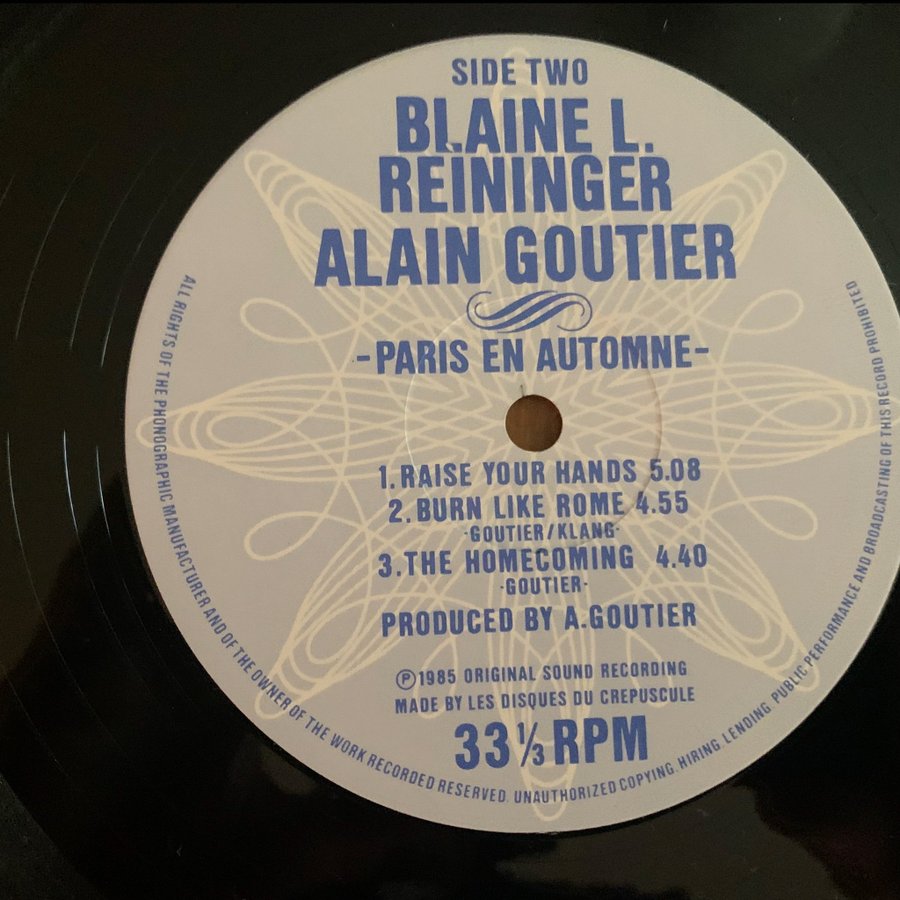 SIDE TWO
BLAINE L.
REININGER
ALAIN GOUTIER
-PARIS EN AUTOMNE-
1. RAISE YOUR HANDS 5.08
2. BURN LIKE ROME 4.55
-GOUTIER/KLANG-
3. THE HOMECOMING 4.40
-GOUTIER-
PRODUCED BY A.GOUTIER
Ⓟ1985 ORIGINAL SOUND RECORDING
MADE BY LES DISQUES DU CREPUSCULE
33 ⅓ RPM
ALL RIGHTS OF THE PHONOGRAPHIC MANUFACTURER AND OF THE OWNER OF THE WORK RECORDED RESERVED. UNAUTHORIZED COPYING. HIRING. LENDING. PUBLIC PERFORMANCE AND BROADCASTING OF THIS RECORD PROHIBITED